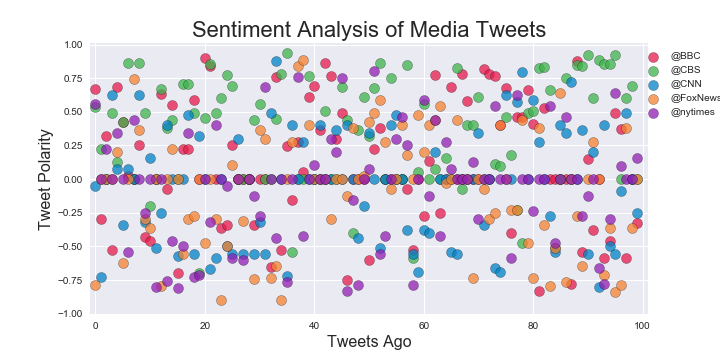 Sentiment Analysis of Media Tweets
1.00
0.75
0.50
0.25
0.00
−0.25
−0.50
−0.75
−1.00
Tweet Polarity
0
20
40
60
80
100
Tweets Ago
@BBC
@CBS
@CNN
@FoxNews
@nytimes